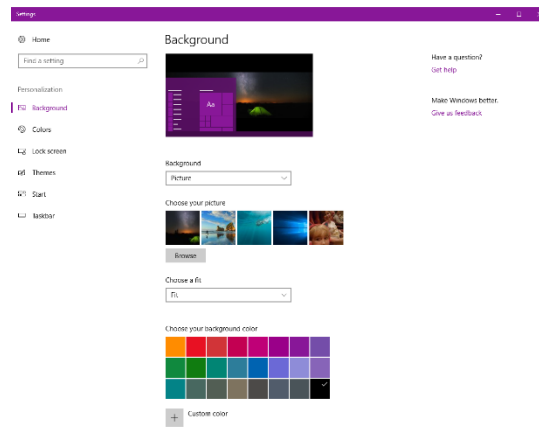 Settings
Home
Find a setting
Personalization
Background
Colors
Lock screen
Themes
Start
Taskbar
Background
Aa
Background
Picture
Choose your picture
Browse
Choose a fit
Fit
Choose your background color
Custom color
Have a question?
Get help
Make Windows better.
Give us feedback